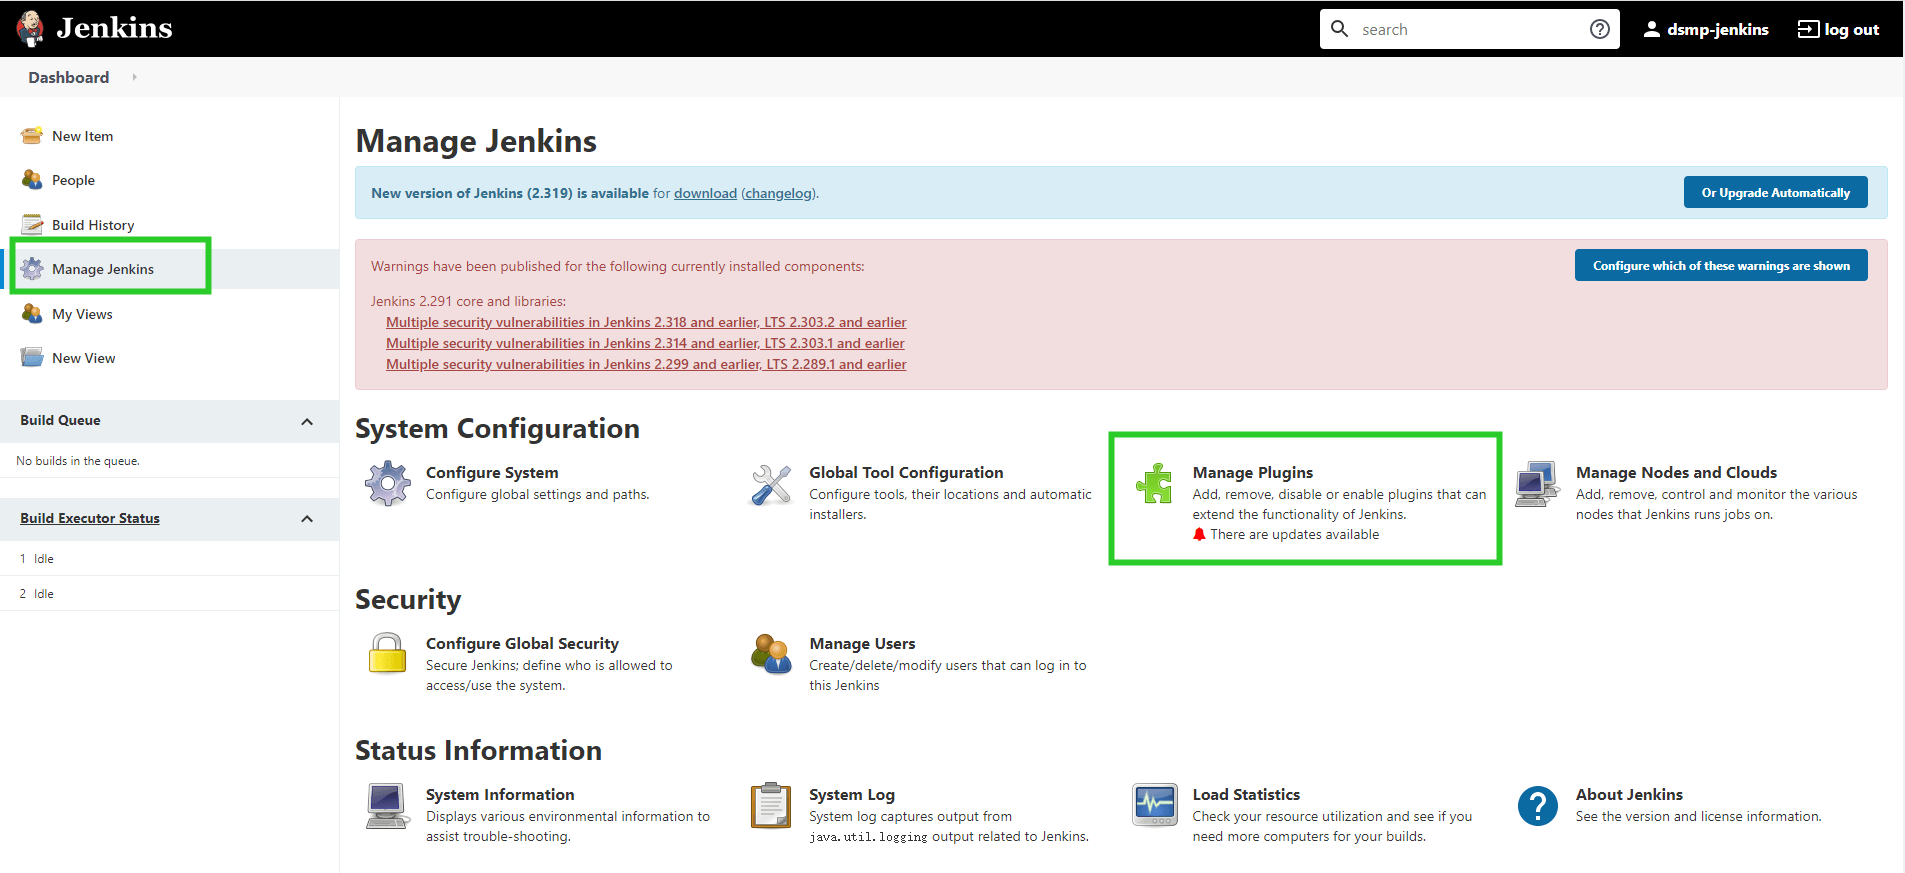 Jenkins
search
dsmp-jenkins
log out
Dashboard
New Item
People
Build History
Manage Jenkins
My Views
New View
Build Queue
No builds in the queue.
Build Executor Status
1 Idle
2 Idle
Manage Jenkins
New version of Jenkins (2.319) is available for download (changelog).
Or Upgrade Automatically
Warnings have been published for the following currently installed components:
Configure which of these warnings are shown
Jenkins 2.291 core and libraries:
Multiple security vulnerabilities in Jenkins 2.318 and earlier, LTS 2.303.2 and earlier
Multiple security vulnerabilities in Jenkins 2.314 and earlier, LTS 2.303.1 and earlier
Multiple security vulnerabilities in Jenkins 2.299 and earlier, LTS 2.289.1 and earlier
System Configuration
Configure System
Configure global settings and paths.
Global Tool Configuration
Configure tools, their locations and automatic
installers.
Manage Plugins
Add, remove, disable or enable plugins that can
extend the functionality of Jenkins.
There are updates available
Manage Nodes and Clouds
Add, remove, control and monitor the various
nodes that Jenkins runs jobs on.
Security
Configure Global Security
Secure Jenkins; define who is allowed to
access/use the system.
Manage Users
Create/delete/modify users that can log in to
this Jenkins
Status Information
System Information
Displays various environmental information to
assist trouble-shooting.
System Log
System log captures output from
java.util.logging output related to Jenkins.
Load Statistics
Check your resource utilization and see if you
need more computers for your builds.
About Jenkins
See the version and license information.